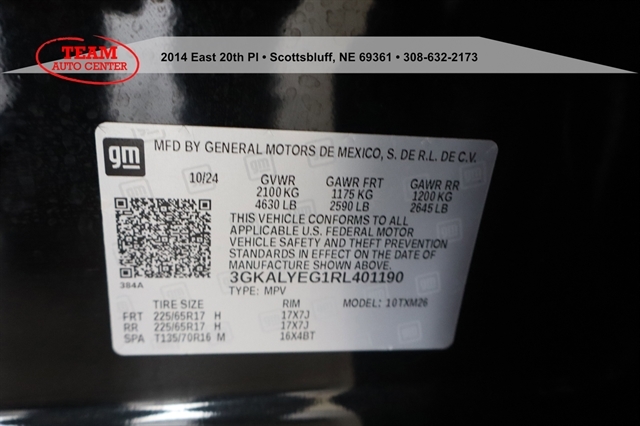 TEAM
AUTO CENTER
2014 East 20th Pl • Scottsbluff, NE 69361 • 308-632-2173
gm
MFD BY GENERAL MOTORS DE MEXICO, S. DE R.L. DE C.V.
10/24 GVWR GAWR FRT GAWR RR
2100 KG 1175 KG 1200 KG
4630 LB 2590 LB 2645 LB
THIS VEHICLE CONFORMS TO ALL
APPLICABLE U.S. FEDERAL MOTOR
VEHICLE SAFETY AND THEFT PREVENTION
STANDARDS IN EFFECT ON THE DATE OF
MANUFACTURE SHOWN ABOVE.
384A
3GKALYEG1RL401190
TYPE: MPV
TIRE SIZE RIM MODEL: 10TXM26
FRT 225/65R17 H 17X7J
RR 225/65R17 H 17X7J
SPA T135/70R16 M 16X4BT